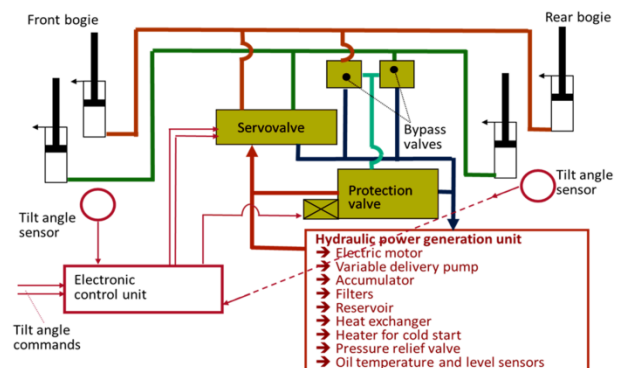 Front bogie
Rear bogie
Servovalve
Bypass
valves
Protection
valve
Tilt angle
sensor
Tilt angle
sensor
Electronic
control unit
Tilt angle
commands
Hydraulic power generation unit
➔ Electric motor
➔ Variable delivery pump
➔ Accumulator
➔ Filters
➔ Reservoir
➔ Heat exchanger
➔ Heater for cold start
➔ Pressure relief valve
➔ Oil temperature and level sensors